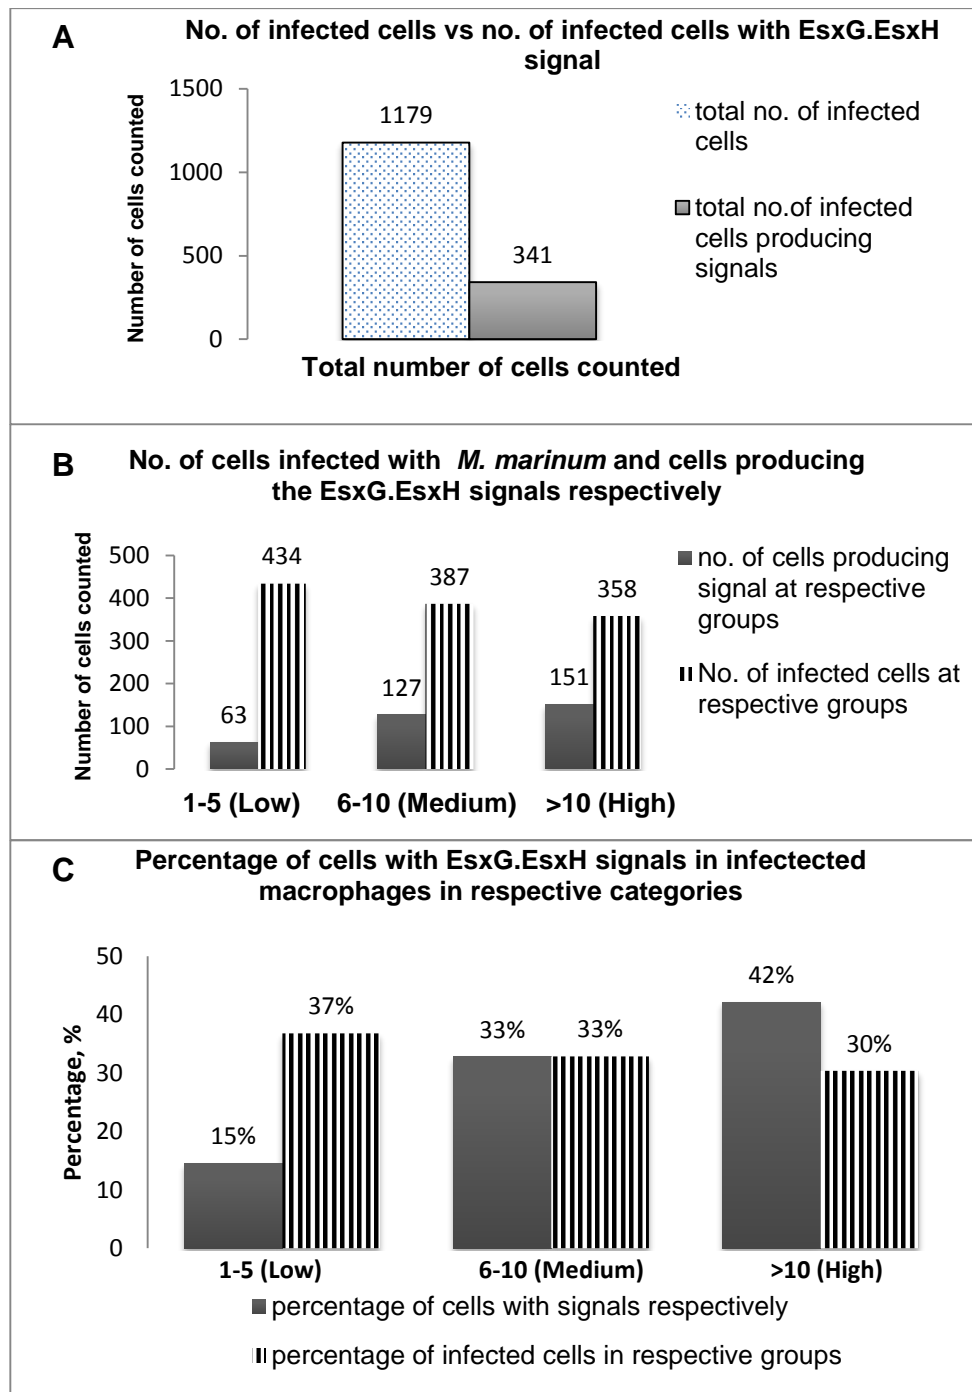 A
No. of infected cells vs no. of infected cells with EsxG.EsxH
signal
Number of cells counted
1500
1000
500
0
1179
341
total no. of infected
cells
total no.of infected
cells producing
signals
Total number of cells counted
B
No. of cells infected with M. marinum and cells producing
the EsxG.EsxH signals respectively
Number of cells counted
500
400
300
200
100
0
63
434
127
387
151
358
1-5 (Low)
6-10 (Medium)
>10 (High)
no. of cells producing
signal at respective
groups
No. of infected cells at
respective groups
C
Percentage of cells with EsxG.EsxH signals in infectected
macrophages in respective categories
Percentage, %
50
40
30
20
10
0
15%
37%
33%
33%
42%
30%
1-5 (Low)
6-10 (Medium)
>10 (High)
percentage of cells with signals respectively
percentage of infected cells in respective groups